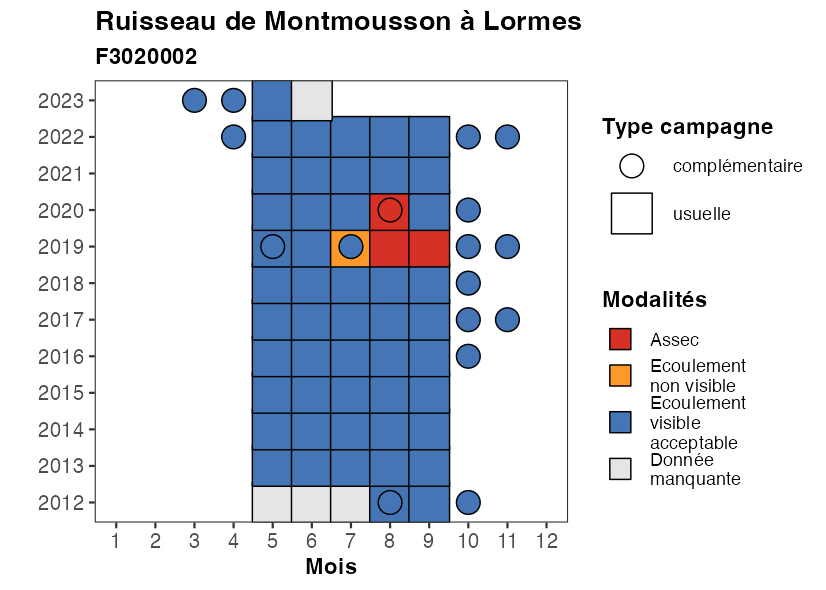 Ruisseau de Montmousson à Lormes
F3020002
2023
2022
2021
2020
2019
2018
2017
2016
2015
2014
2013
2012
1 2 3 4 5 6 7 8 9 10 11 12
Mois
Type campagne
complémentaire
usuelle
Modalités
Assec
Ecoulement
non visible
Ecoulement
visible
acceptable
Donnée
manquante